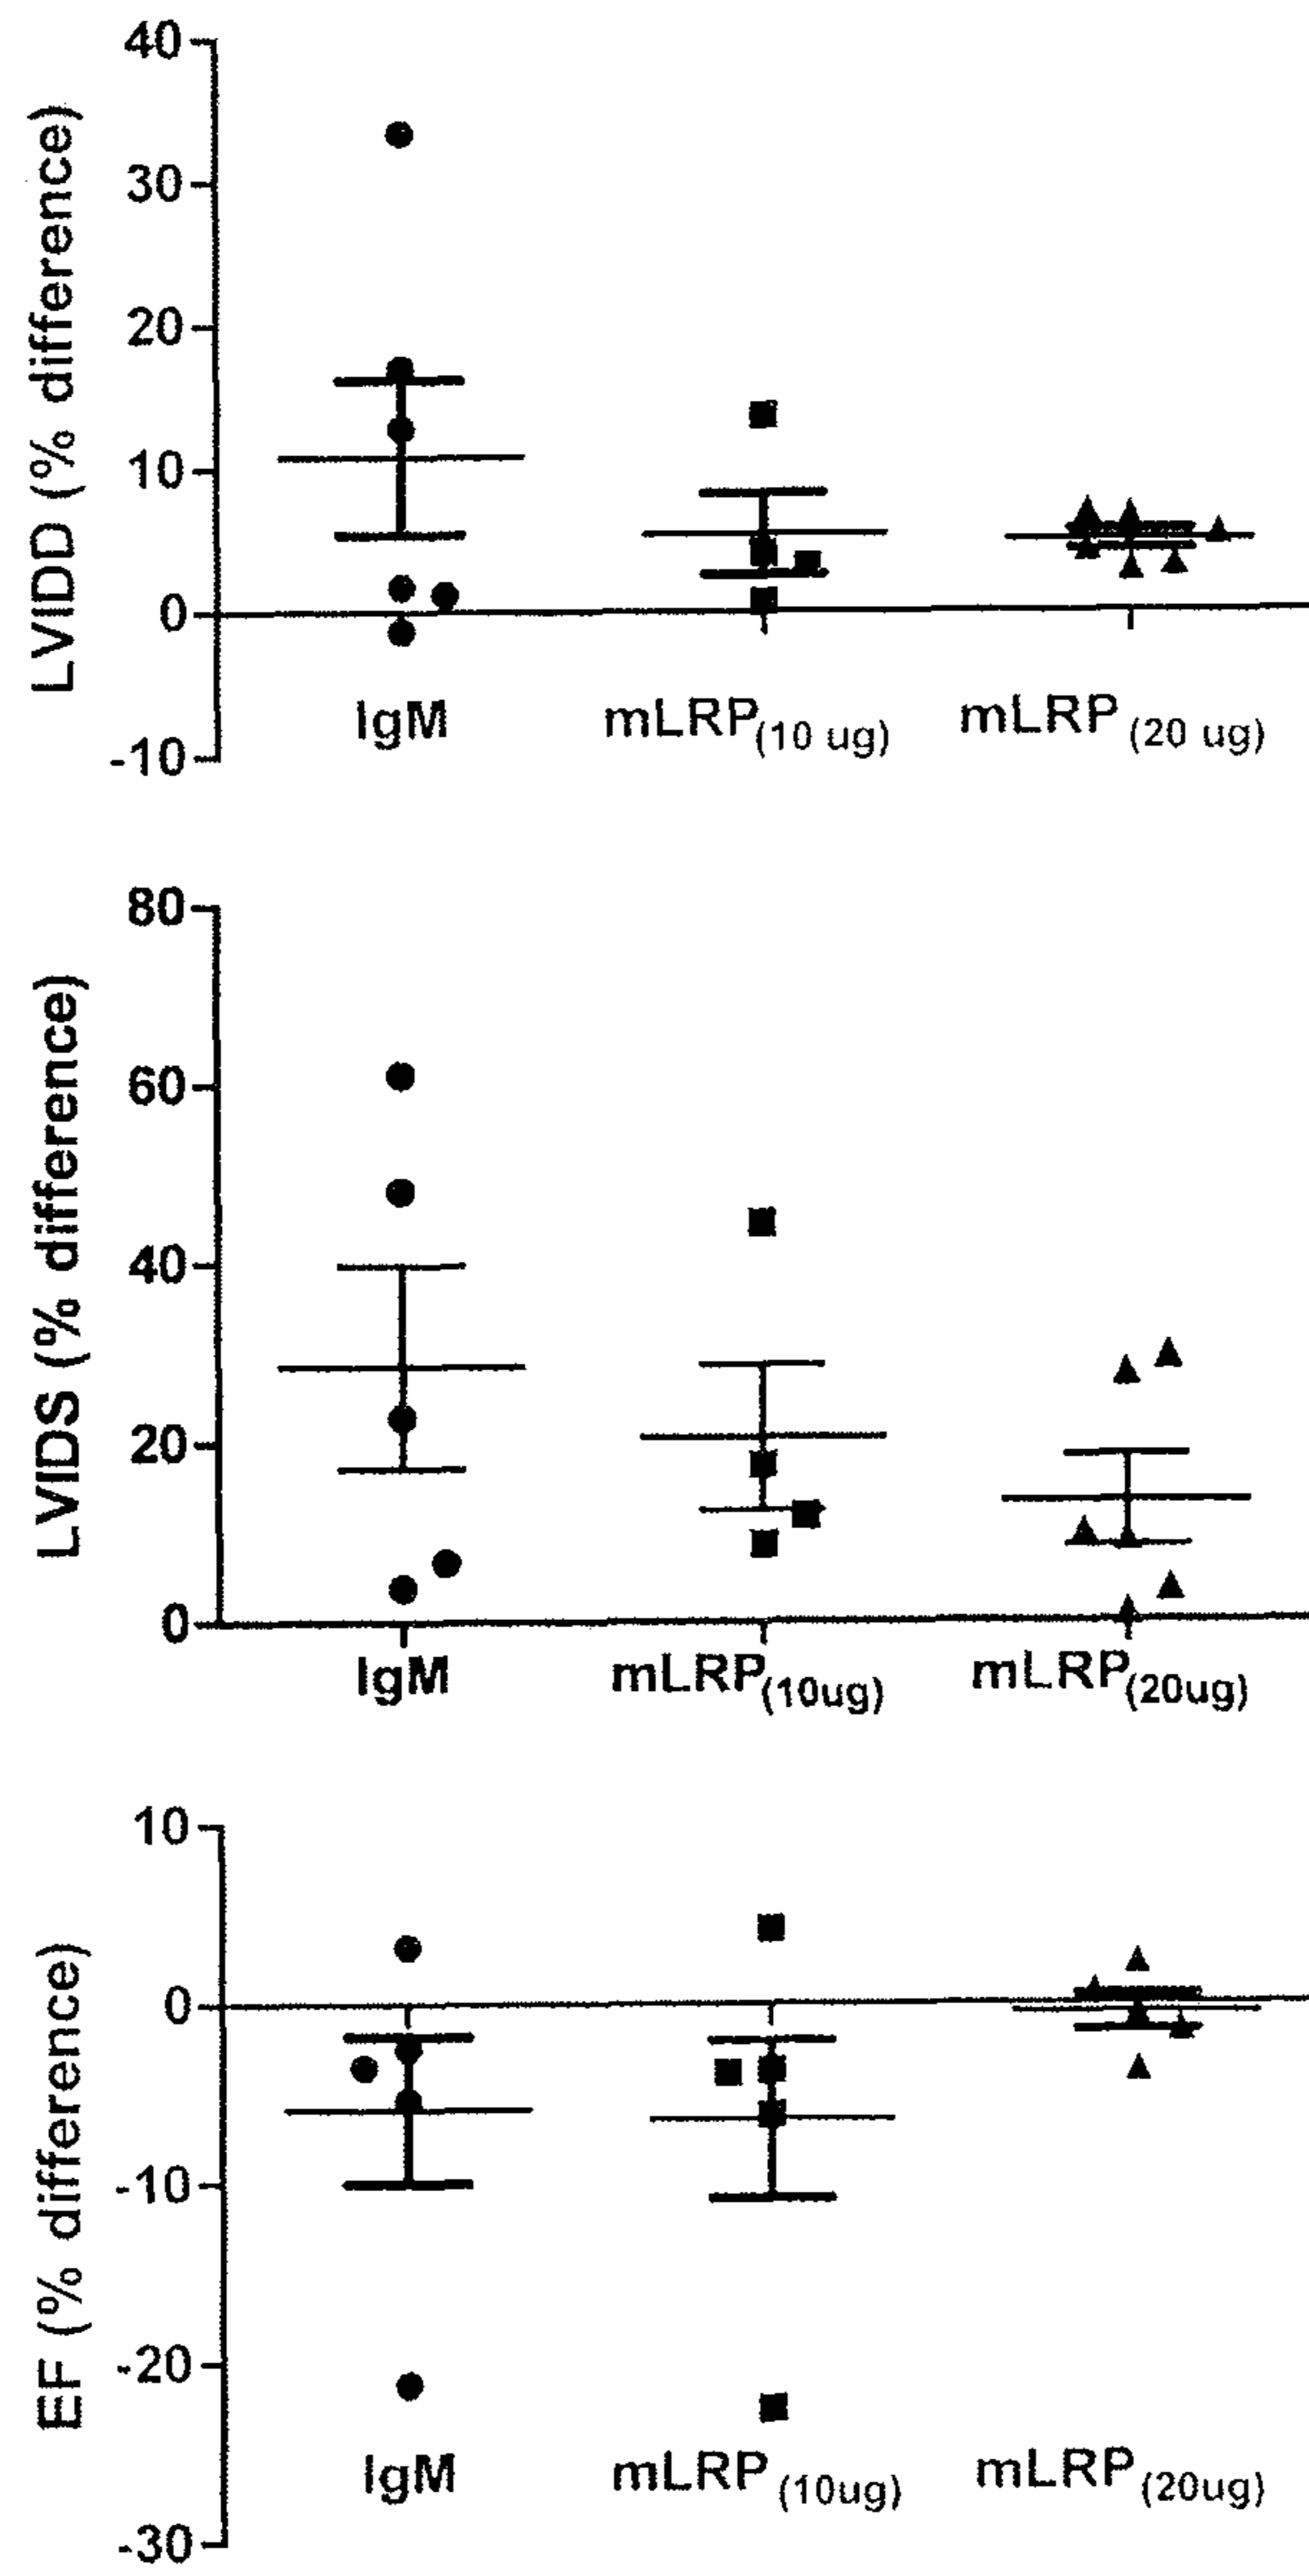 LVIDD (% difference)
40
30
20
10
0
-10
IgM
mLRP(10 ug)
mLRP (20 ug)
LVIDS (% difference)
80
60
40
20
0
IgM
mLRP(10ug)
mLRP(20ug)
EF (% difference)
10
0
-10
-20
-30
IgM
mLRP (10ug)
mLRP (20ug)